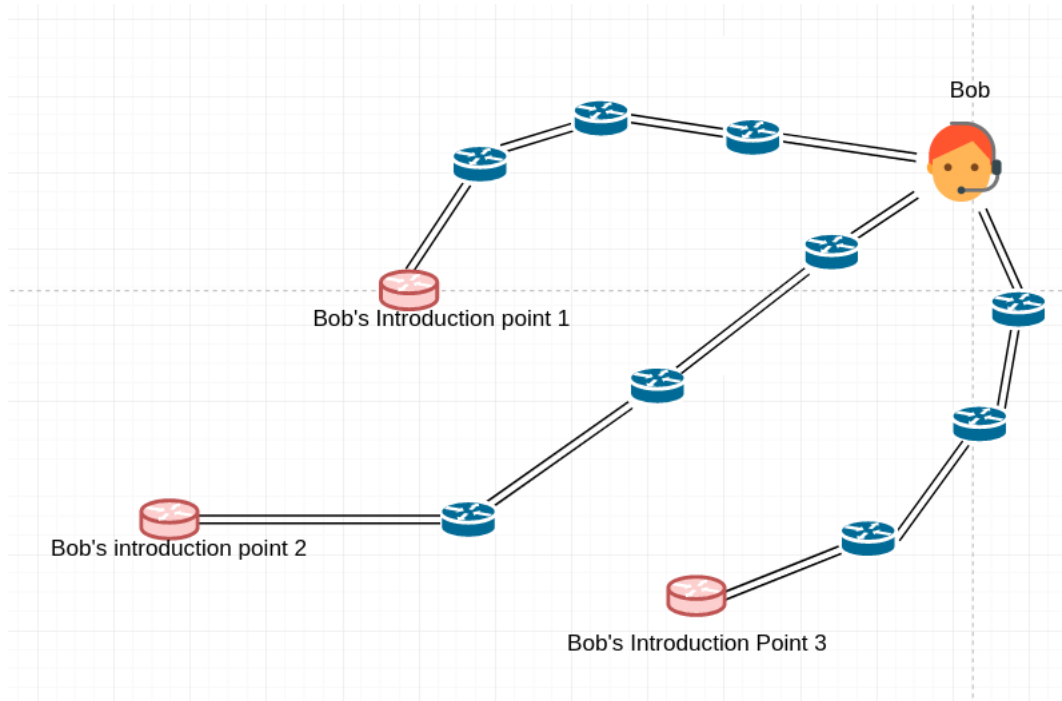 Bob
Bob's Introduction point 1
Bob's introduction point 2
Bob's Introduction Point 3